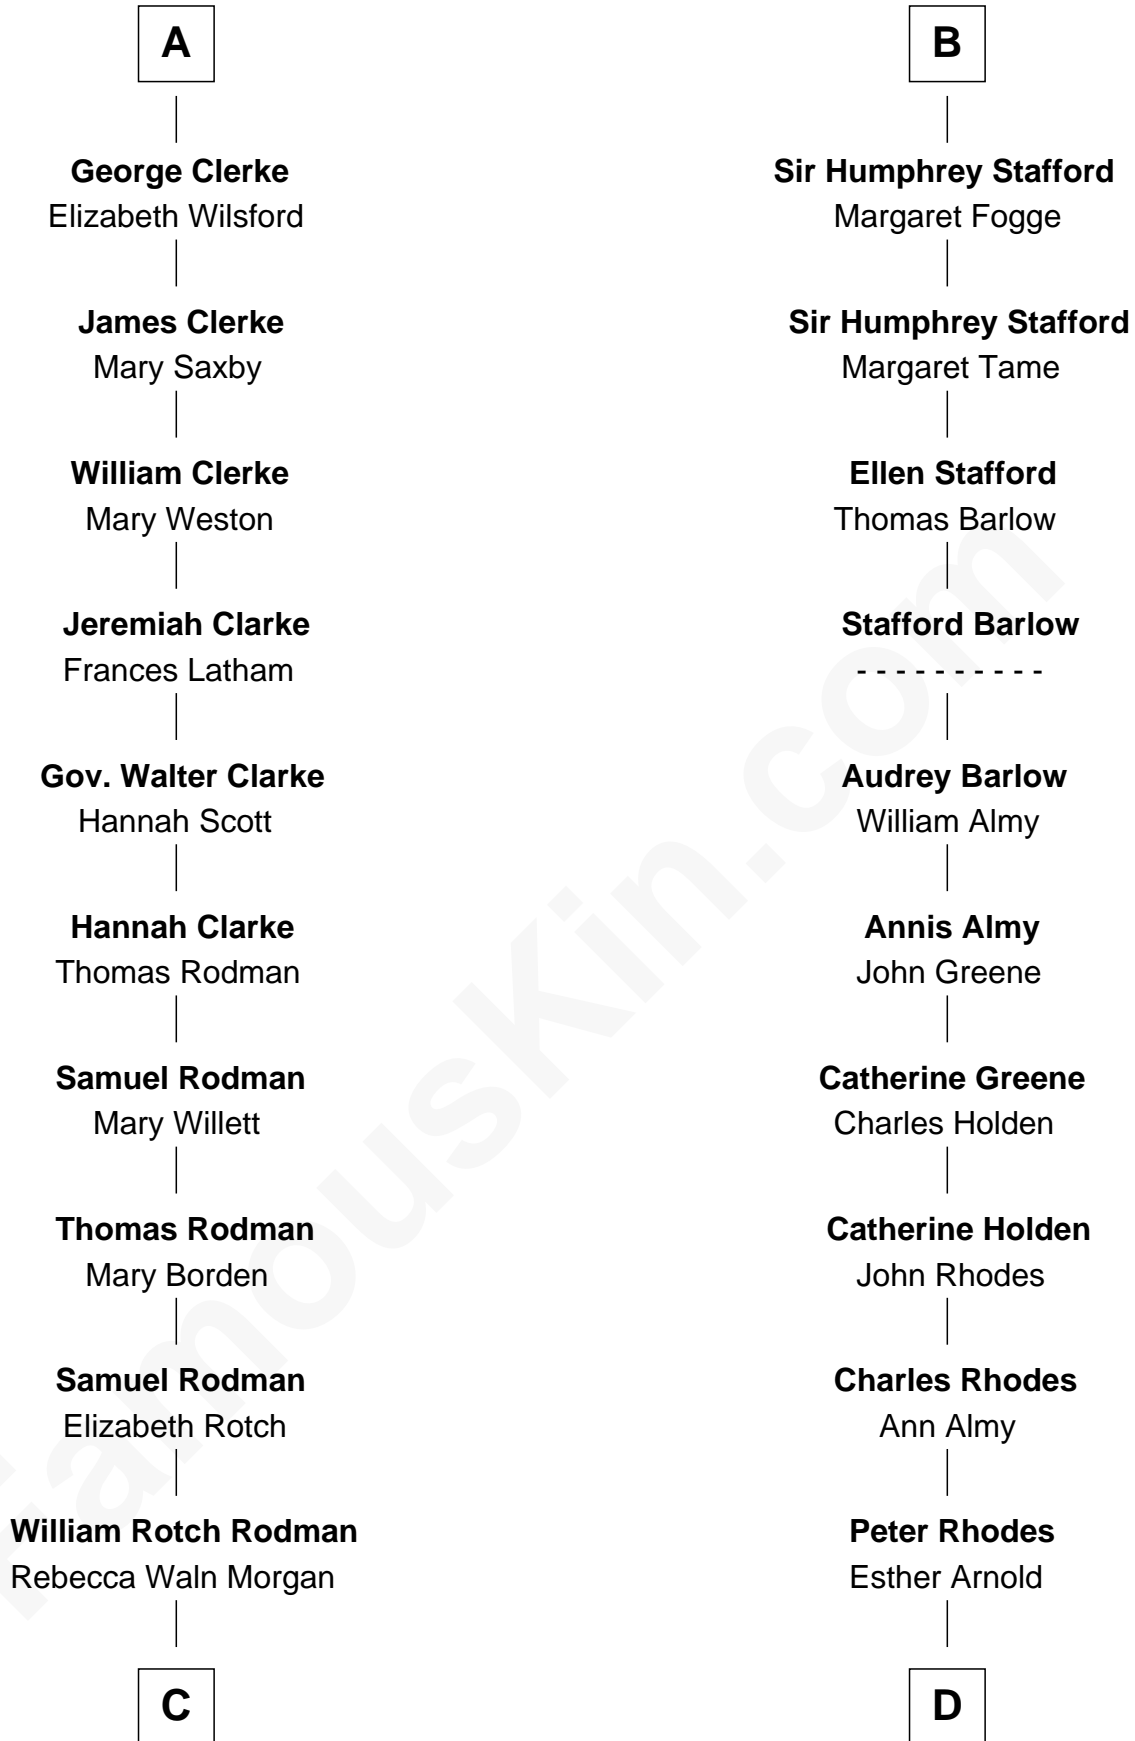 A
George Clerke
Elizabeth Wilsford
James Clerke
Mary Saxby
William Clerke
Mary Weston
Jeremiah Clarke
Frances Latham
Gov. Walter Clarke
Hannah Scott
Hannah Clarke
Thomas Rodman
Samuel Rodman
Mary Willett
Thomas Rodman
Mary Borden
Samuel Rodman
Elizabeth Rotch
William Rotch Rodman
Rebecca Waln Morgan
C
B
Sir Humphrey Stafford
Margaret Fogge
Sir Humphrey Stafford
Margaret Tame
Ellen Stafford
Thomas Barlow
Stafford Barlow
- - - - - - - - - -
Audrey Barlow
William Almy
Annis Almy
John Greene
Catherine Greene
Charles Holden
Catherine Holden
John Rhodes
Charles Rhodes
Ann Almy
Peter Rhodes
Esther Arnold
D
FamousKin.com